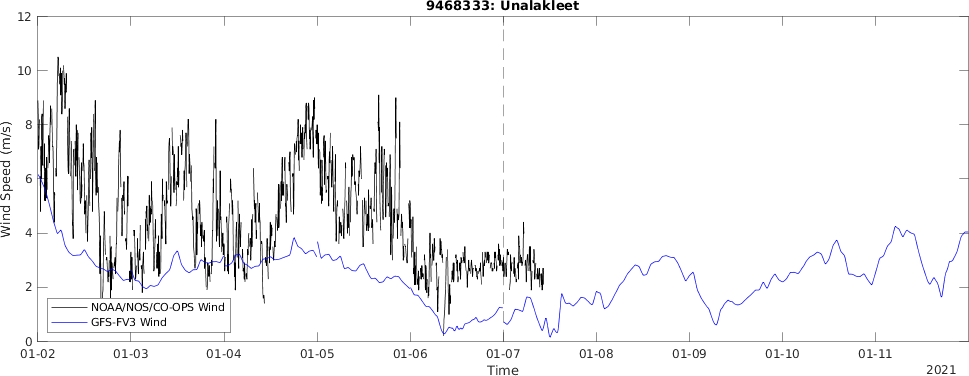 9468333: Unalakleet
Wind Speed (m/s)
12
10
8
6
4
2
0
NOAA/NOS/CO-OPS Wind
GFS-FV3 Wind
01-02 01-03 01-04 01-05 01-06 01-07 01-08 01-09 01-10 01-11
Time
2021